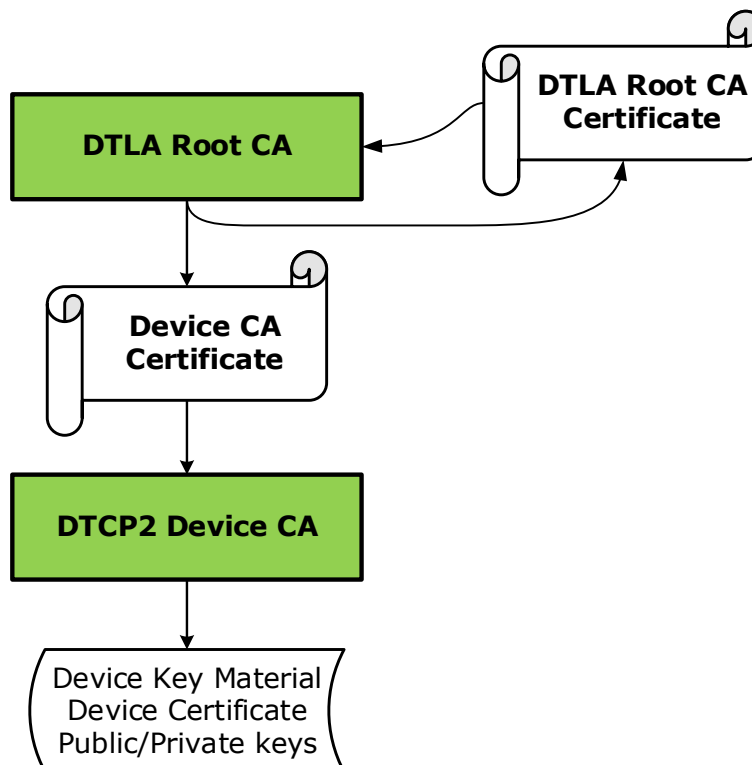 DTLA Root CA
Certificate
DTLA Root CA
Device CA
Certificate
DTCP2 Device CA
Device Key Material
Device Certificate
Public/Private keys